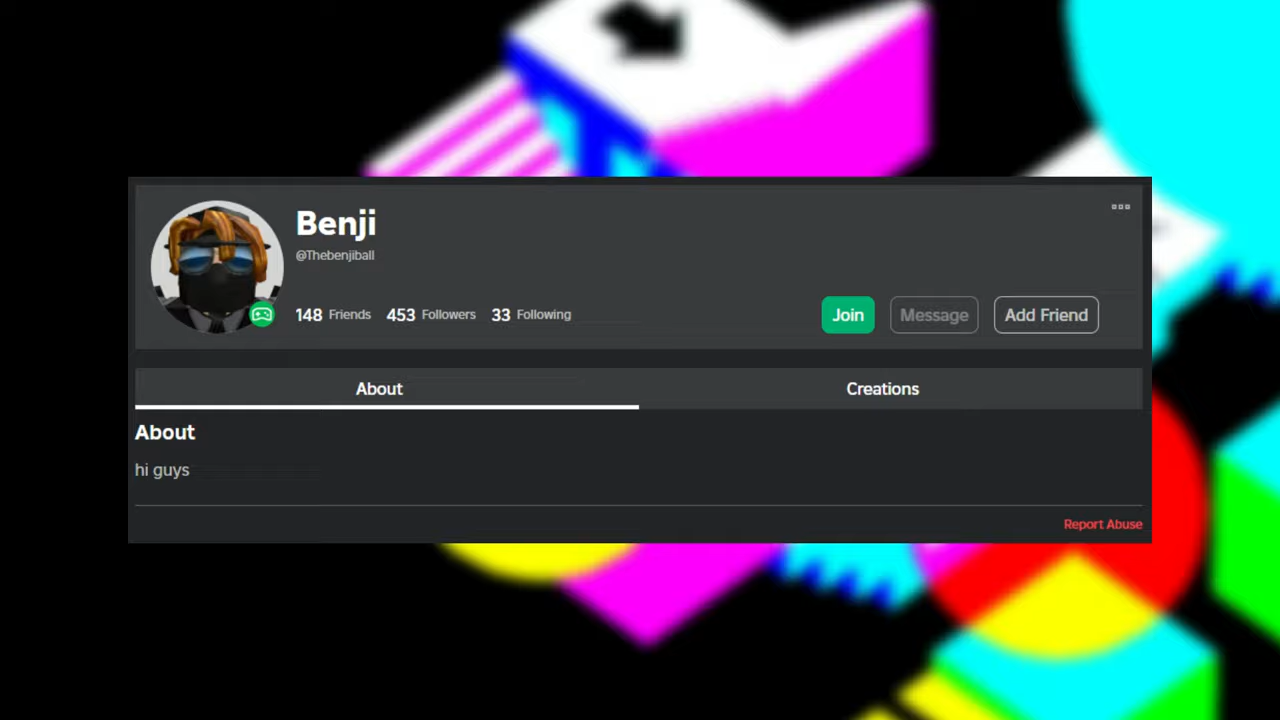 Benji
@Thebenjiball
148 Friends 453 Followers 33 Following
Join Message Add Friend
About Creations
About
hi guys
Report Abuse